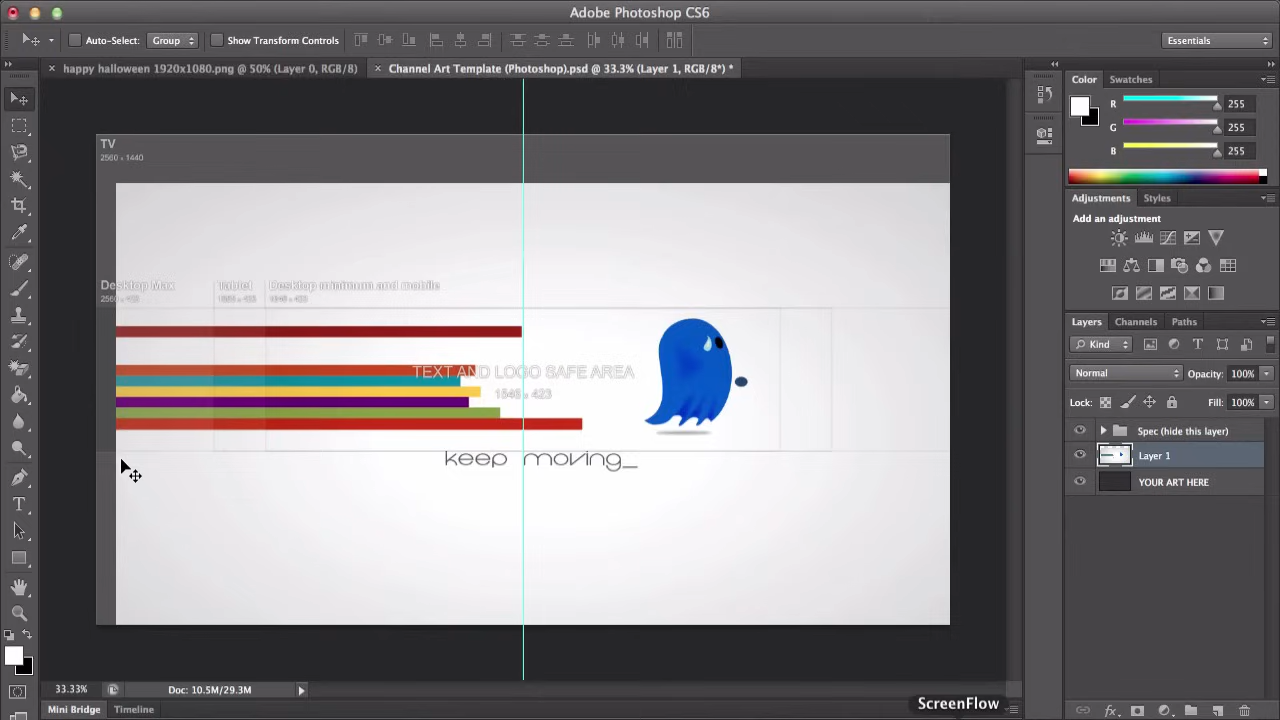 Adobe Photoshop CS6
Auto-Select: Group Show Transform Controls Essentials
happy halloween 1920x1080.png @ 50% (Layer 0, RGB/8) Channel Art Template (Photoshop).psd @ 33.3% (Layer 1, RGB/8*) *
Color Swatches
R 255
G 255
B 255
TV
2560 x 1440
Adjustments Styles
Add an adjustment
Desktop Max Tablet Desktop minimum and mobile
2560 x 423 1546 x 423
TEXT AND LOGO SAFE AREA
1546 x 423
keep moving_
Layers Channels Paths
Kind
Normal Opacity: 100%
Lock: Fill: 100%
Spec (hide this layer)
Layer 1
YOUR ART HERE
33.33% Doc: 10.5M/29.3M
ScreenFlow
Mini Bridge Timeline